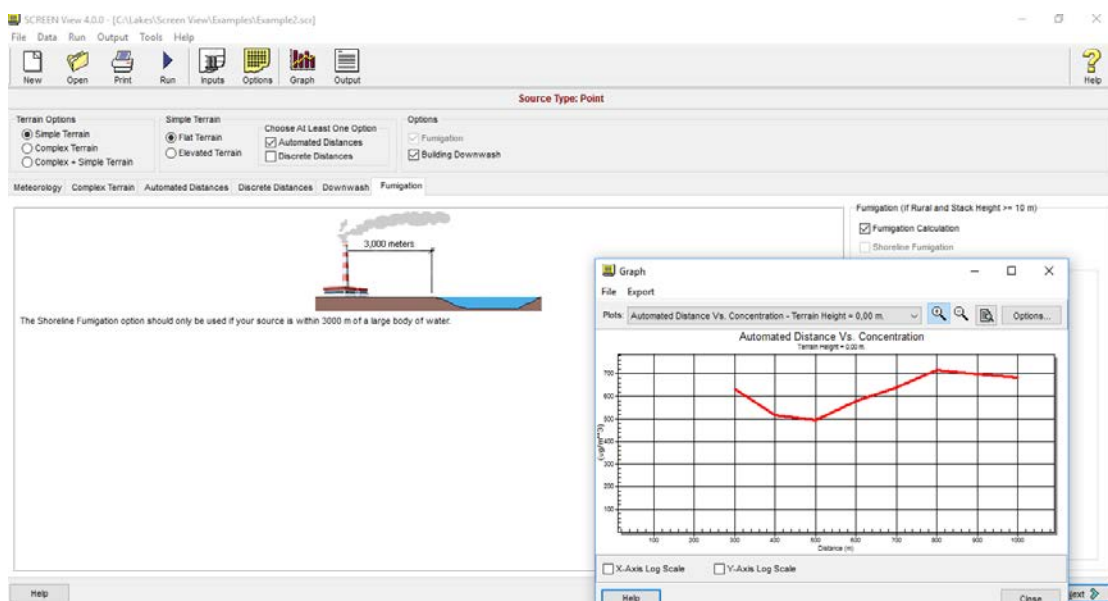 SCREEN View 4.0.0 - [C:\Lakes\Screen View\Examples\Example2.scr]
File Data Run Output Tools Help
New Open Print Run Inputs Options Graph Output Help
Source Type: Point
Terrain Options
Simple Terrain
Complex Terrain
Complex + Simple Terrain
Simple Terrain
Flat Terrain
Elevated Terrain
Choose At Least One Option
Automated Distances
Discrete Distances
Options
Fumigation
Building Downwash
Meteorology Complex Terrain Automated Distances Discrete Distances Downwash Fumigation
3,000 meters
The Shoreline Fumigation option should only be used if your source is within 3000 m of a large body of water.
Fumigation (If Rural and Stack Height >= 10 m)
Fumigation Calculation
Shoreline Fumigation
Graph
File Export
Plots: Automated Distance Vs. Concentration - Terrain Height = 0,00 m. Options...
Automated Distance Vs. Concentration
Terrain Height = 0,00 m.
700
600
500
400
300
200
100
(ug/m**3)
100 200 300 400 500 600 700 800 900 1000
Distance (m)
X-Axis Log Scale Y-Axis Log Scale
Help Close
Help